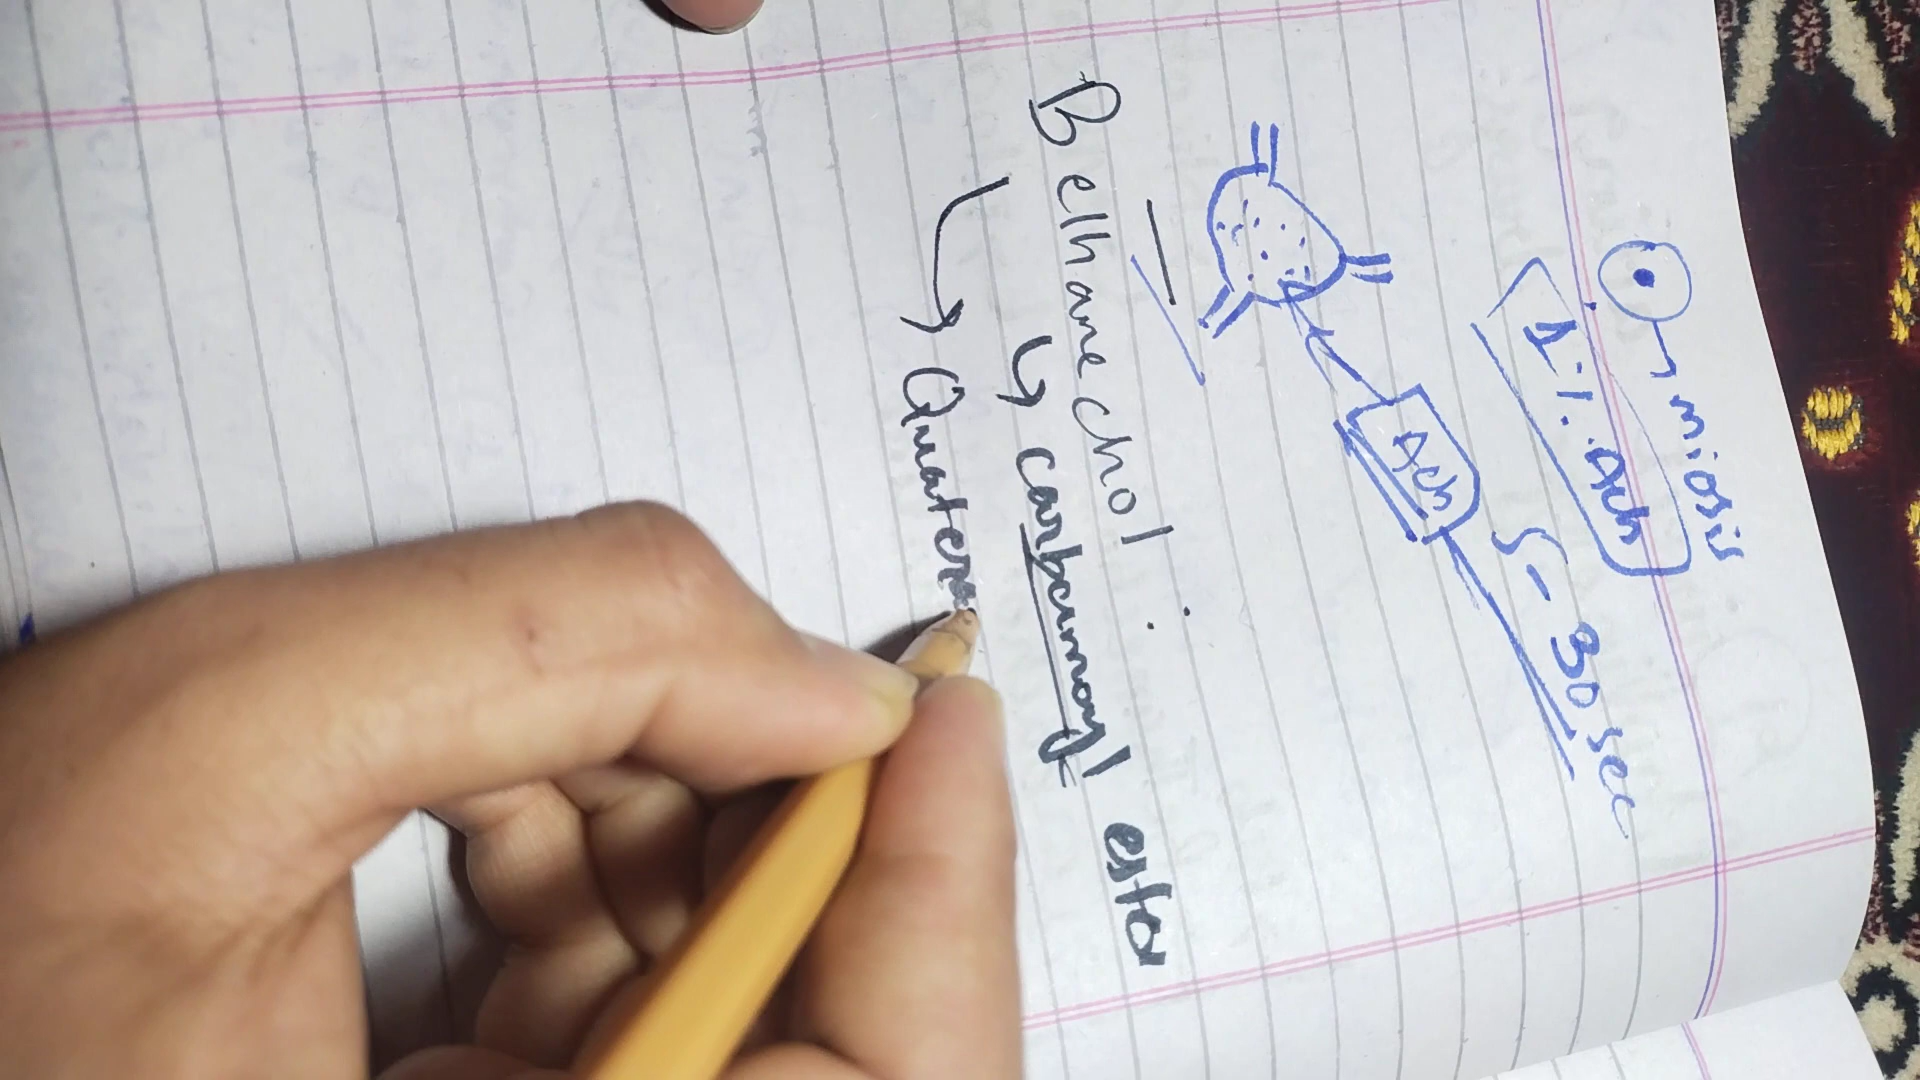 miosis
1%. Ach
5-30 sec
Ach
Bethanechol :
↳ carbamoyl ester
→ Quatern